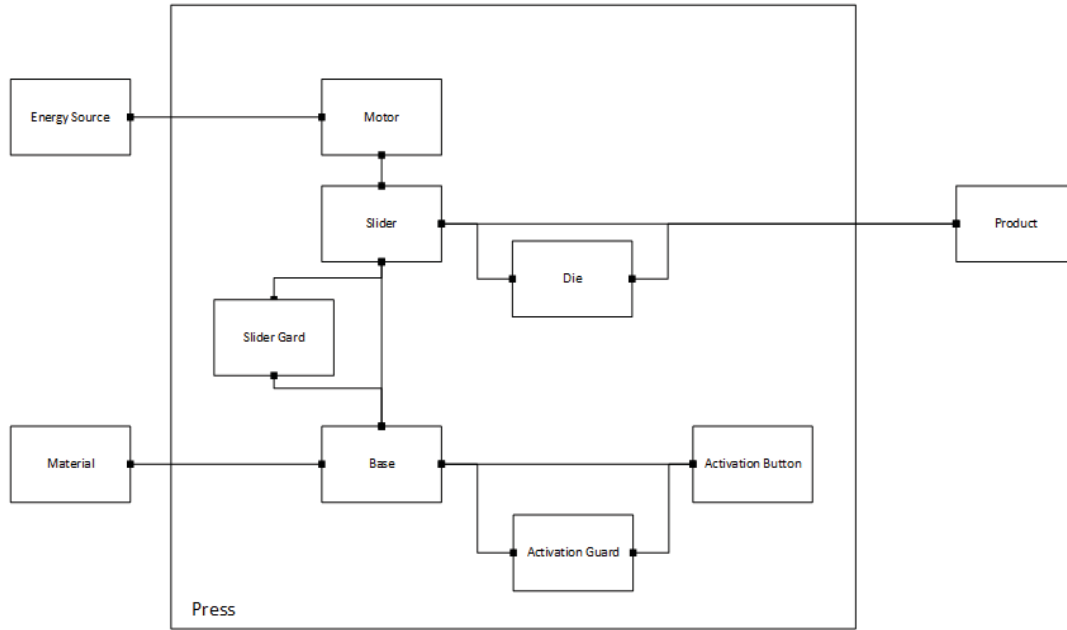 Energy Source
Motor
Slider
Product
Die
Slider Gard
Material
Base
Activation Button
Activation Guard
Press